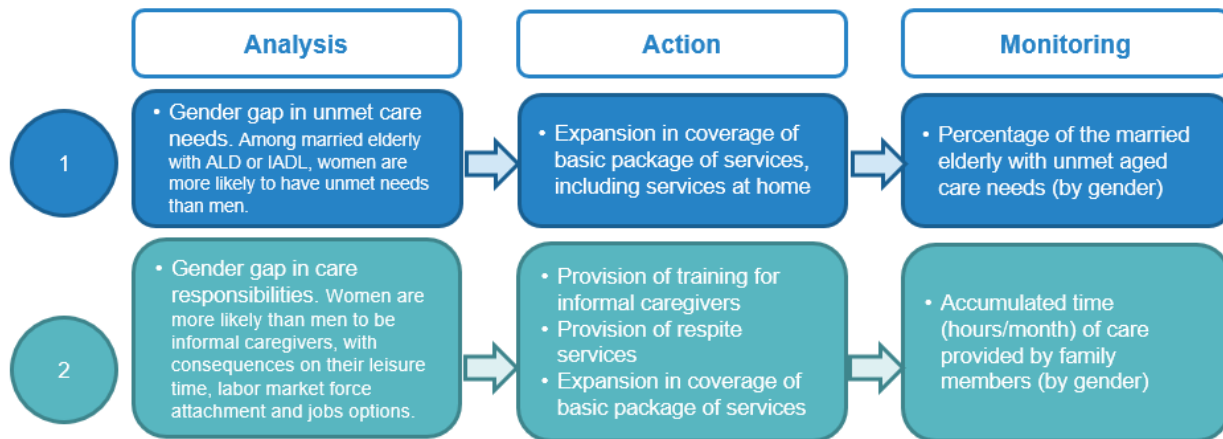 Analysis
Action
Monitoring
1
• Gender gap in unmet care
needs. Among married elderly
with ALD or IADL, women are
more likely to have unmet needs
than men.
• Expansion in coverage of
basic package of services,
including services at home
• Percentage of the married
elderly with unmet aged
care needs (by gender)
2
• Gender gap in care
responsibilities. Women are
more likely than men to be
informal caregivers, with
consequences on their leisure
time, labor market force
attachment and jobs options.
• Provision of training for
informal caregivers
• Provision of respite
services
• Expansion in coverage of
basic package of services
• Accumulated time
(hours/month) of care
provided by family
members (by gender)